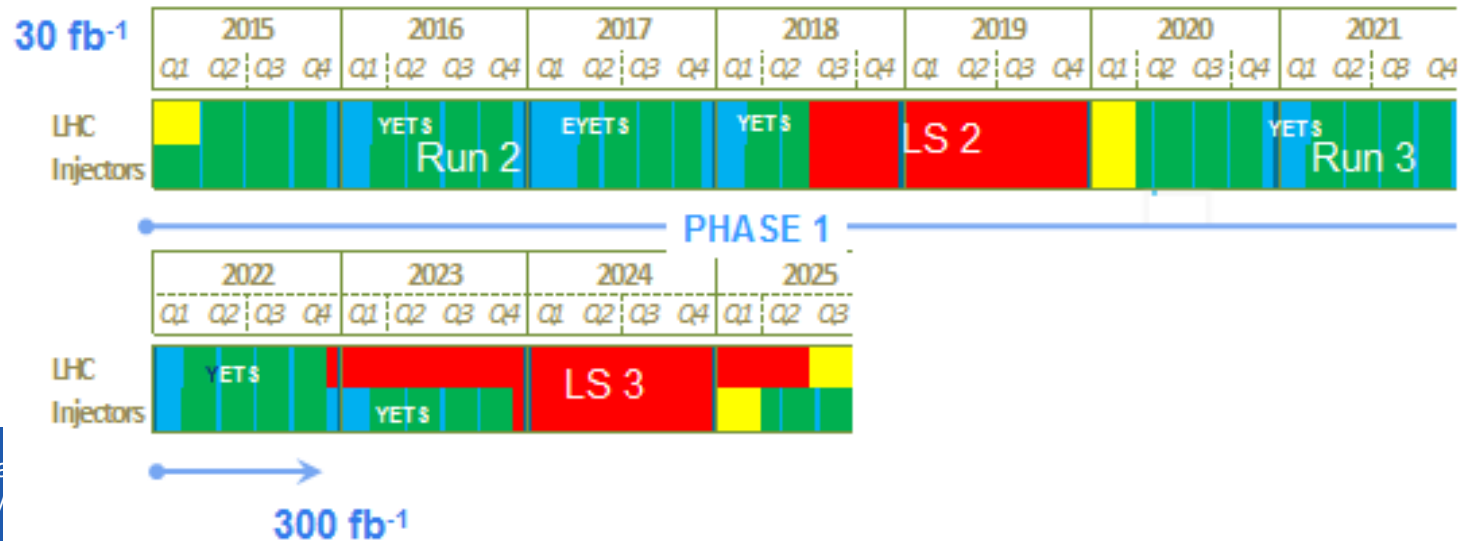 30 fb-1
2015 2016 2017 2018 2019 2020 2021
Q1 Q2 Q3 Q4 Q1 Q2 Q3 Q4 Q1 Q2 Q3 Q4 Q1 Q2 Q3 Q4 Q1 Q2 Q3 Q4 Q1 Q2 Q3 Q4 Q1 Q2 Q3 Q4
LHC YETS EYETS YETS LS 2 YETS
Injectors Run 2 Run 3
PHASE 1
2022 2023 2024 2025
Q1 Q2 Q3 Q4 Q1 Q2 Q3 Q4 Q1 Q2 Q3 Q4 Q1 Q2 Q3
LHC YETS LS 3
Injectors YETS
300 fb-1